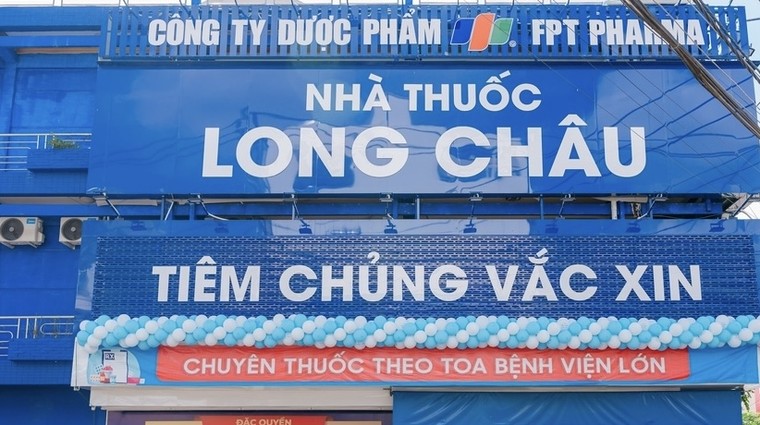 CÔNG TY DƯỢC PHẨM FPT PHARMA
NHÀ THUỐC
LONG CHÂU
TIÊM CHỦNG VẮC XIN
CHUYÊN THUỐC THEO TOA BỆNH VIỆN LỚN
ĐẶC QUYỀN